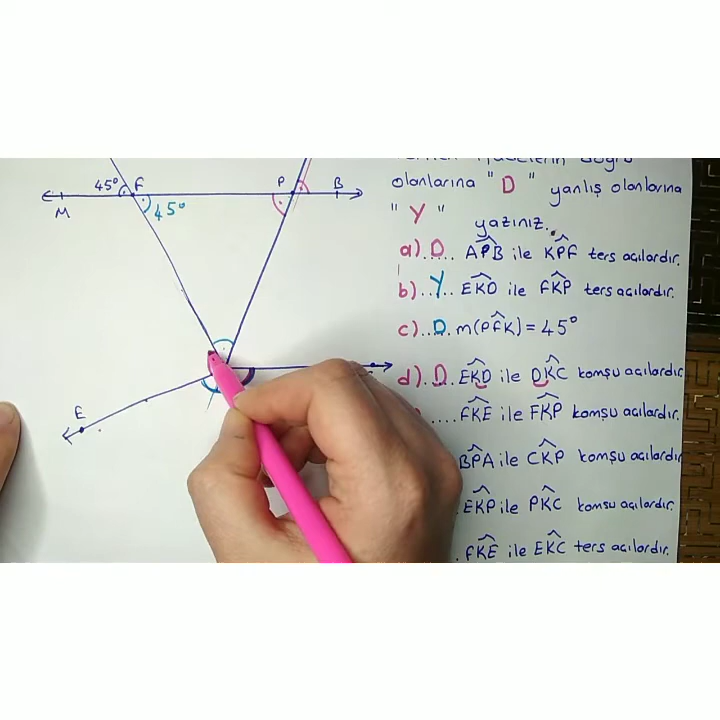 45° F P B
M 45°
E
olanlarına " D " yanlış olanlarına
" Y " yazınız.
a) .D... APB ile KPF ters açılardır.
b) .Y... EKD ile FKP ters açılardır.
c) .D. m(PFK) = 45°
d) .D... EKD ile DKC komşu açılardır
.... FKE ile FKP komşu açılardır.
BPA ile CKP komşu açılardır
EKP ile PKC komsu açılardır.
FKE ile EKC ters açılardır.